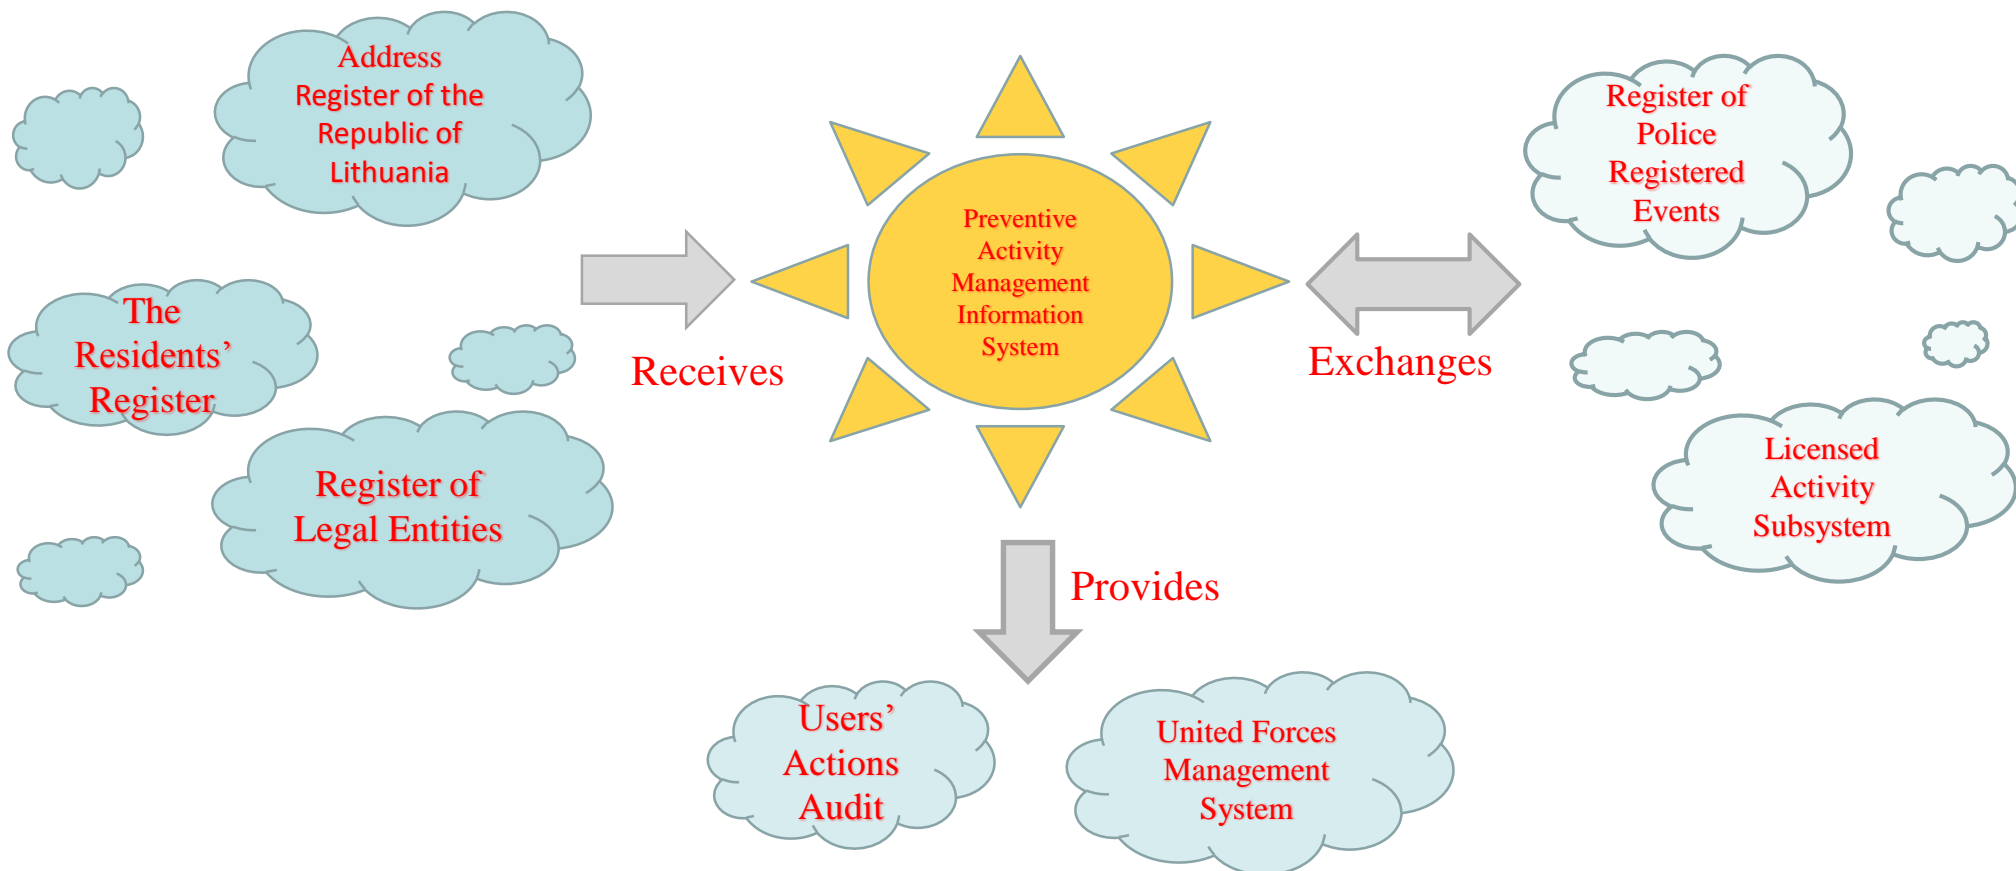 Address
Register of the
Republic of
Lithuania
The
Residents’
Register
Register of
Legal Entities
Receives
Preventive
Activity
Management
Information
System
Exchanges
Register of
Police
Registered
Events
Licensed
Activity
Subsystem
Provides
Users’
Actions
Audit
United Forces
Management
System